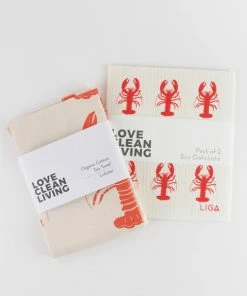 LOVE
CLEAN
LIVING
Organic Cotton
Tea Towel
Lobster
LOVE
CLEAN
LIVING
Pack of 2
Eco Dishcloths
LIGA